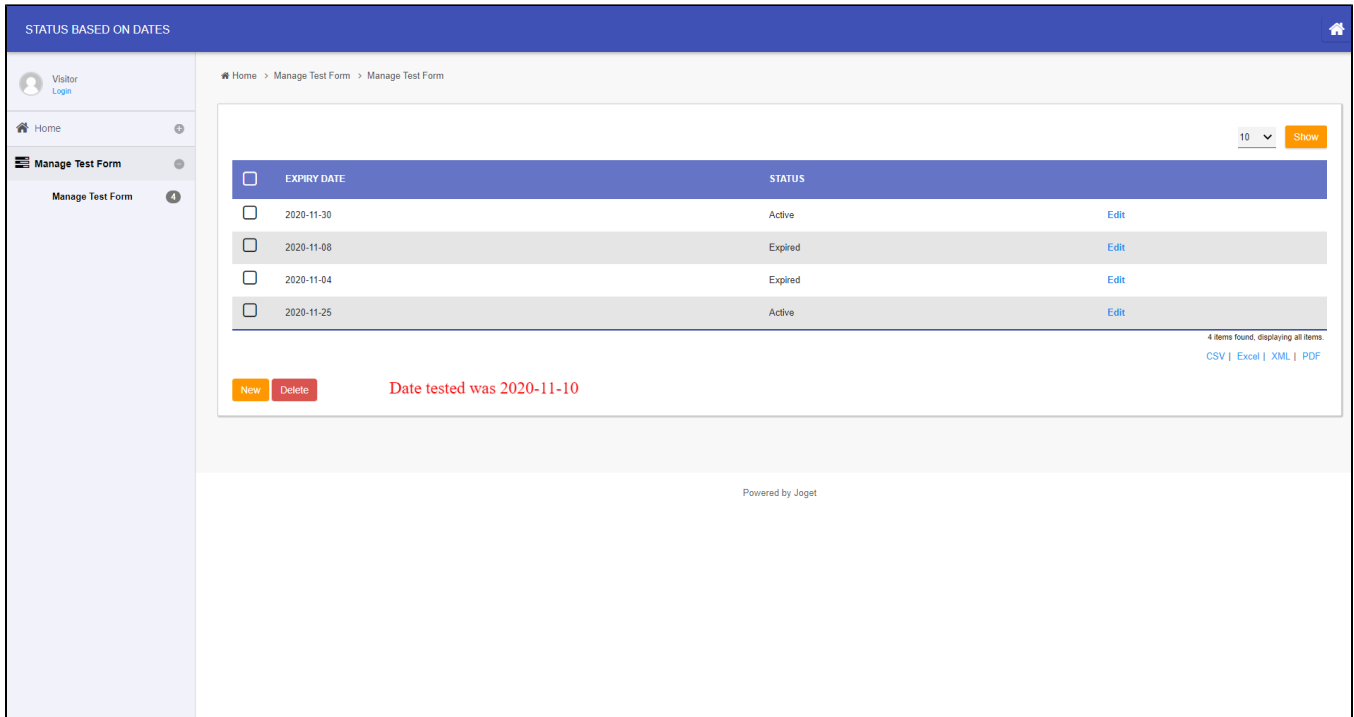 STATUS BASED ON DATES
Visitor
Login
Home
Manage Test Form
Manage Test Form 4
Home > Manage Test Form > Manage Test Form
10 Show
EXPIRY DATE STATUS
2020-11-30 Active Edit
2020-11-08 Expired Edit
2020-11-04 Expired Edit
2020-11-25 Active Edit
4 items found, displaying all items.
CSV | Excel | XML | PDF
New Delete Date tested was 2020-11-10
Powered by Joget